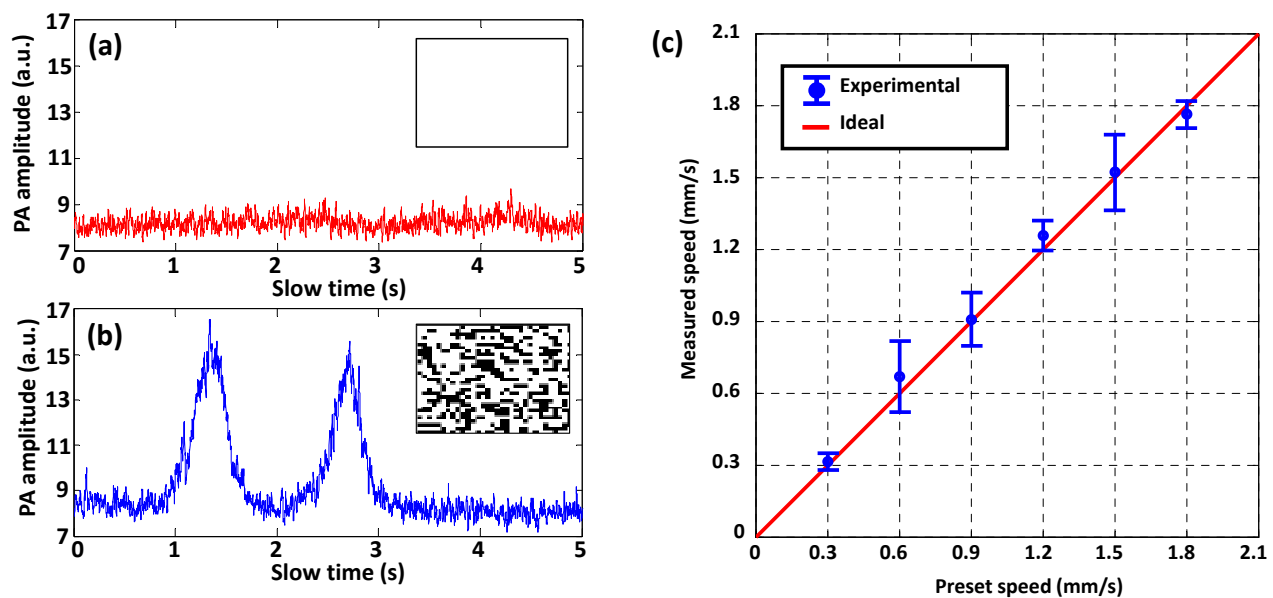 (a)
PA amplitude (a.u.)
17
15
13
11
9
7
0 1 2 3 4 5
Slow time (s)
(b)
PA amplitude (a.u.)
17
15
13
11
9
7
0 1 2 3 4 5
Slow time (s)
(c)
Measured speed (mm/s)
2.1
1.8
1.5
1.2
0.9
0.6
0.3
0
Experimental
Ideal
0 0.3 0.6 0.9 1.2 1.5 1.8 2.1
Preset speed (mm/s)